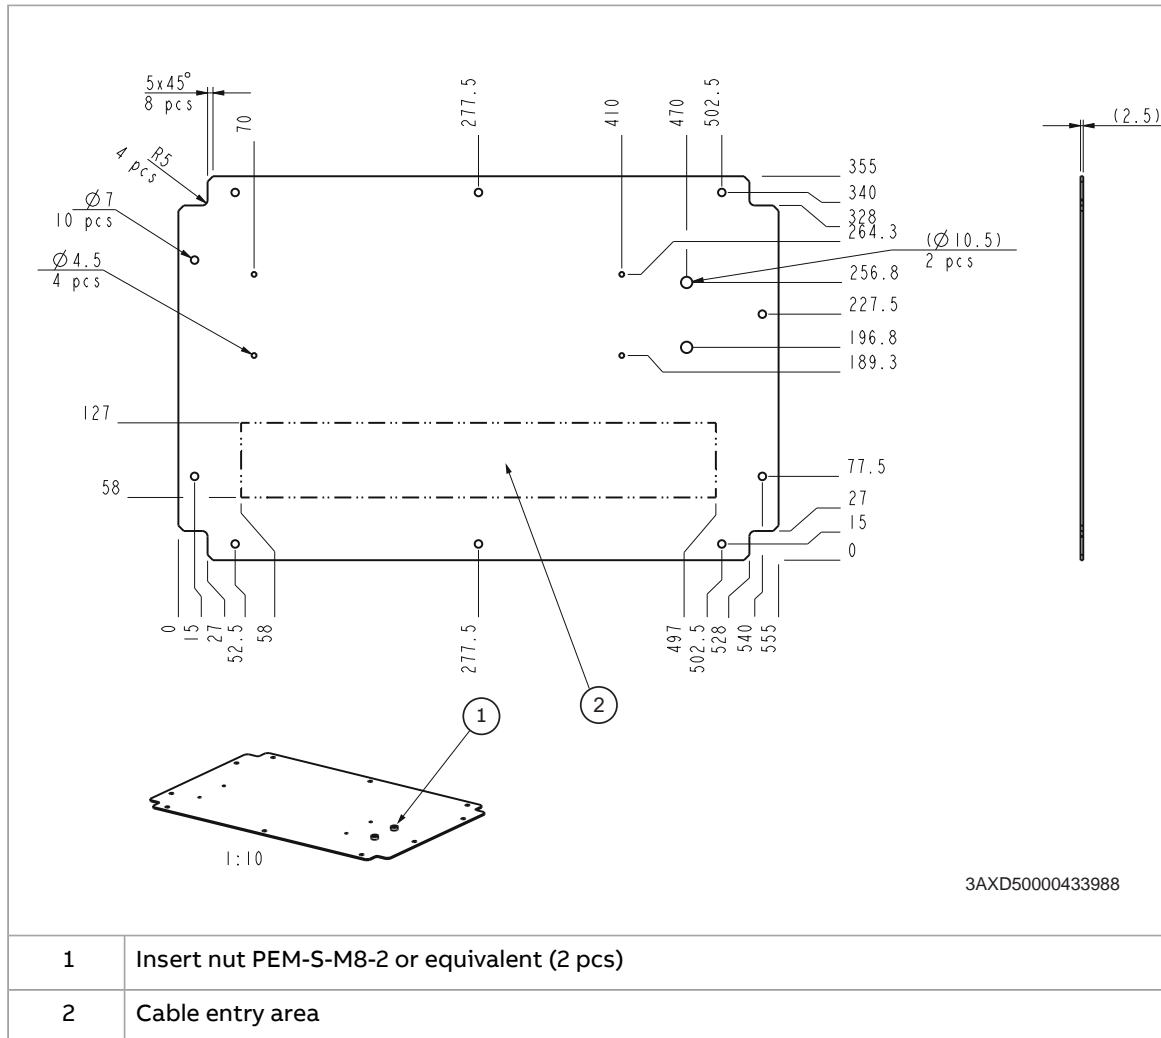 5x45°
8 pcs
70
277.5
410
470
502.5
(2.5)
R5
4 pcs
355
340
328
264.3
Ø7
10 pcs
(Ø10.5)
2 pcs
Ø4.5
4 pcs
256.8
227.5
196.8
189.3
127
77.5
58
27
15
0
0
15
27
52.5
58
277.5
497
502.5
528
540
555
1
2
1:10
3AXD50000433988
1 Insert nut PEM-S-M8-2 or equivalent (2 pcs)
2 Cable entry area